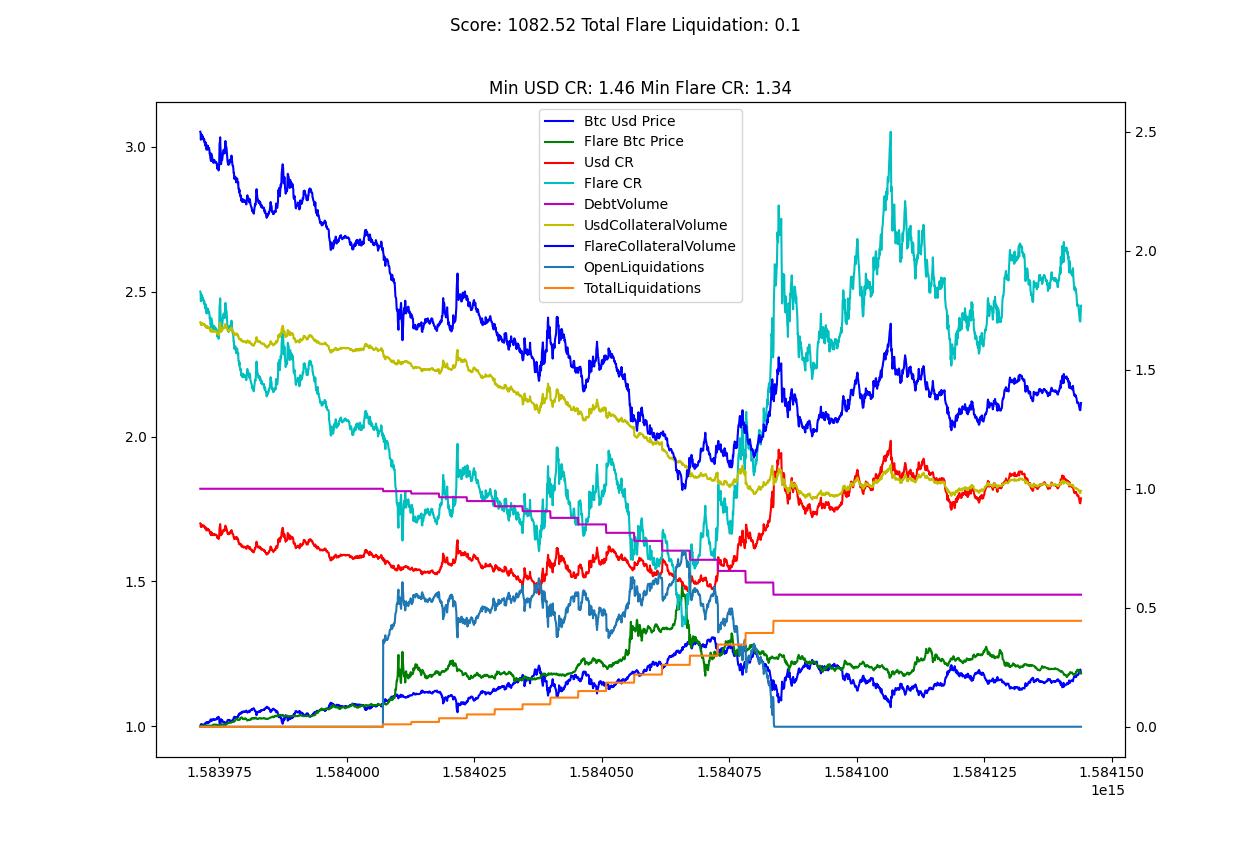 Score: 1082.52 Total Flare Liquidation: 0.1
Min USD CR: 1.46 Min Flare CR: 1.34
Btc Usd Price
Flare Btc Price
Usd CR
Flare CR
DebtVolume
UsdCollateralVolume
FlareCollateralVolume
OpenLiquidations
TotalLiquidations
3.0
2.5
2.0
1.5
1.0
2.5
2.0
1.5
1.0
0.5
0.0
1.583975 1.584000 1.584025 1.584050 1.584075 1.584100 1.584125 1.584150
1e15